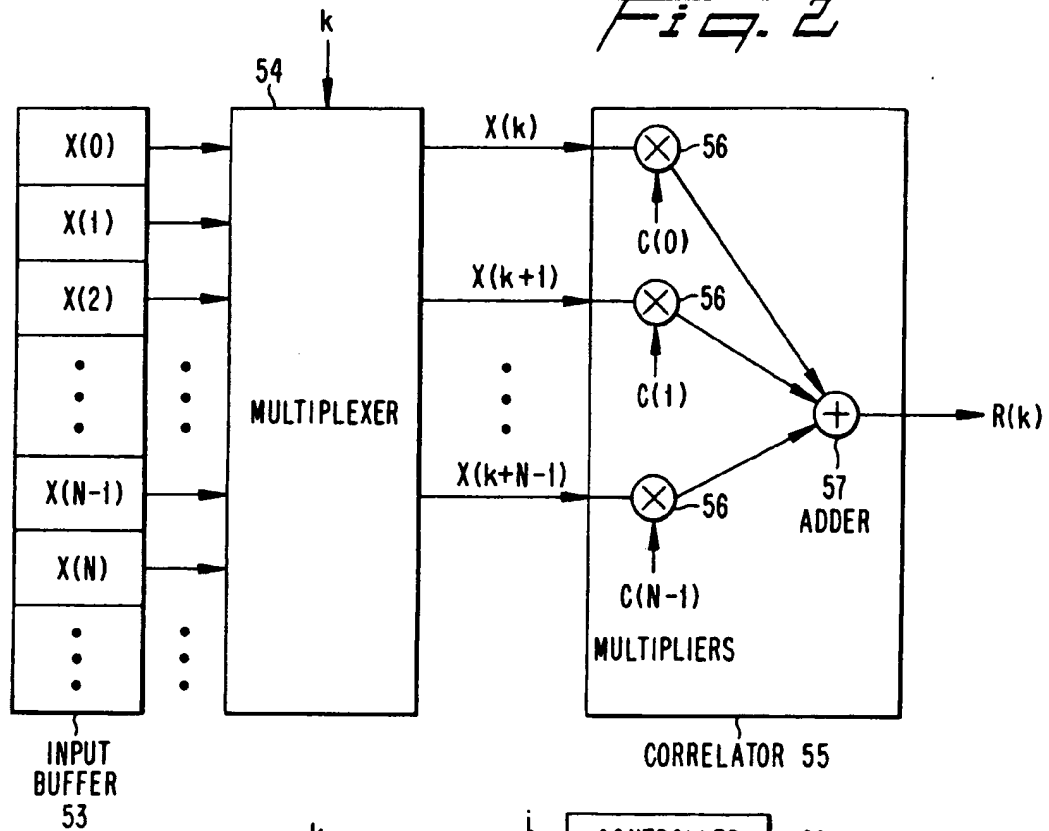 Fig. 2
k
54
X(0)
X(1)
X(2)
X(N-1)
X(N)
INPUT
BUFFER
53
MULTIPLEXER
X(k)
X(k+1)
X(k+N-1)
56
C(0)
56
C(1)
56
C(N-1)
MULTIPLIERS
57
ADDER
R(k)
CORRELATOR 55
k
i